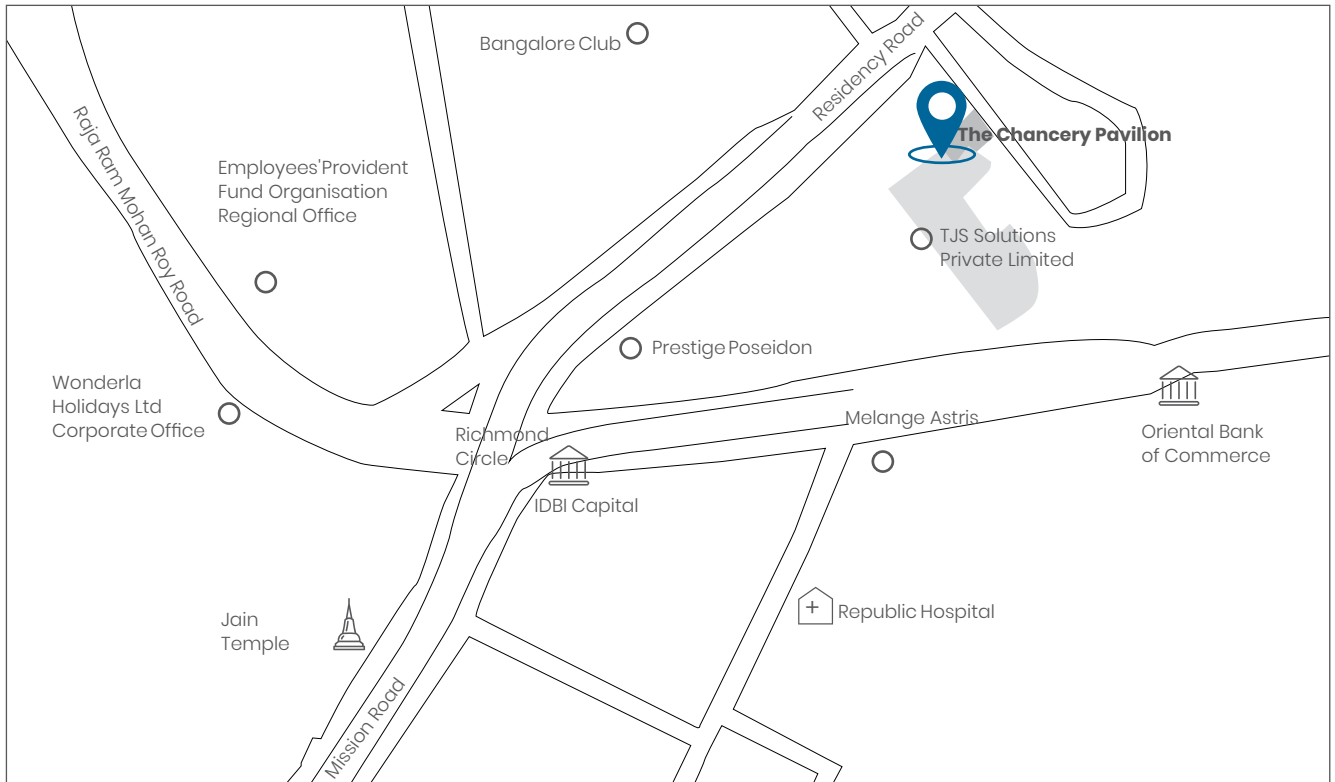 Bangalore Club
Residency Road
Raja Ram Mohan Roy Road
The Chancery Pavilion
Employees'Provident
Fund Organisation
Regional Office
TJS Solutions
Private Limited
Prestige Poseidon
Wonderla
Holidays Ltd
Corporate Office
Melange Astris
Richmond
Circle
Oriental Bank
of Commerce
IDBI Capital
Republic Hospital
Jain
Temple
Mission Road